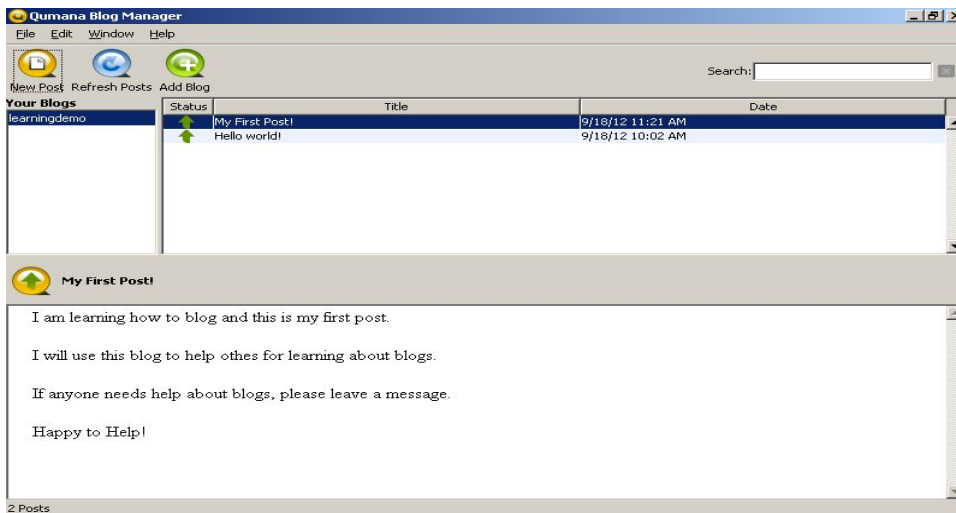 Qumana Blog Manager
File Edit Window Help
New Post Refresh Posts Add Blog
Search:
Your Blogs
Status Title Date
learningdemo
My First Post! 9/18/12 11:21 AM
Hello world! 9/18/12 10:02 AM
My First Post!
I am learning how to blog and this is my first post.
I will use this blog to help othes for learning about blogs.
If anyone needs help about blogs, please leave a message.
Happy to Help!
2 Posts